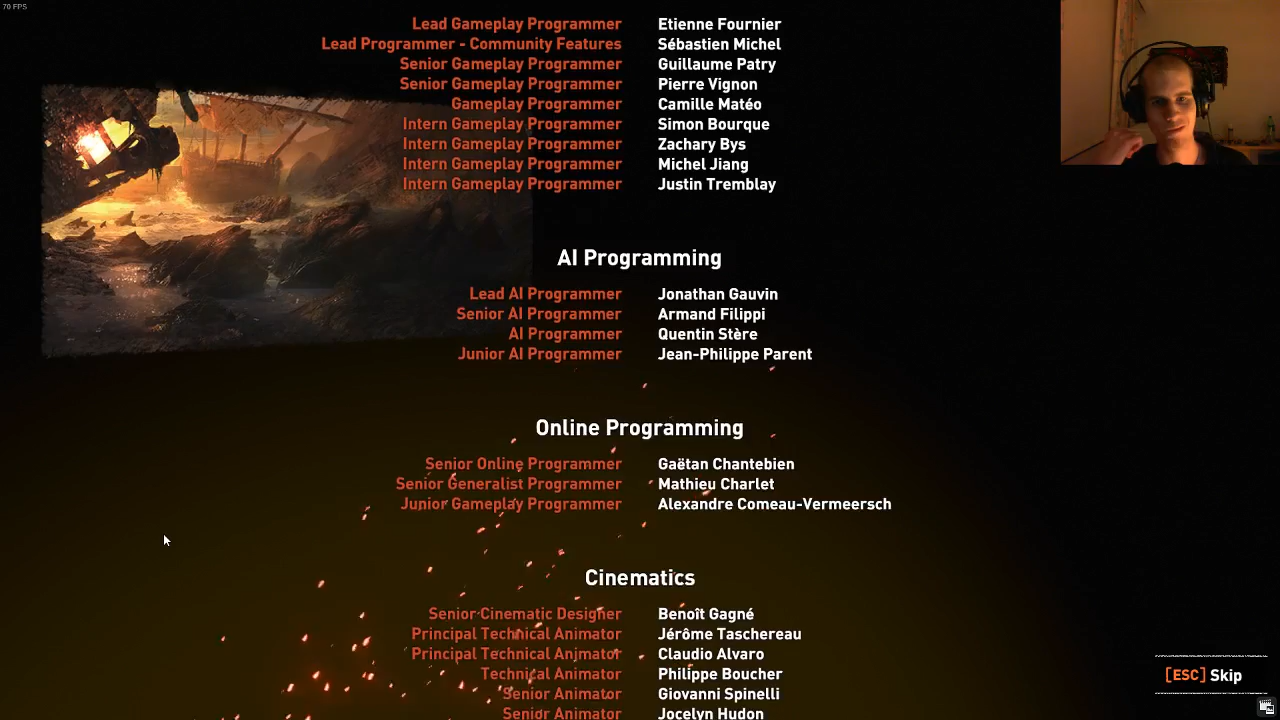 70 FPS
Lead Gameplay Programmer Etienne Fournier
Lead Programmer - Community Features Sébastien Michel
Senior Gameplay Programmer Guillaume Patry
Senior Gameplay Programmer Pierre Vignon
Gameplay Programmer Camille Matéo
Intern Gameplay Programmer Simon Bourque
Intern Gameplay Programmer Zachary Bys
Intern Gameplay Programmer Michel Jiang
Intern Gameplay Programmer Justin Tremblay
AI Programming
Lead AI Programmer Jonathan Gauvin
Senior AI Programmer Armand Filippi
AI Programmer Quentin Stère
Junior AI Programmer Jean-Philippe Parent
Online Programming
Senior Online Programmer Gaëtan Chantebien
Senior Generalist Programmer Mathieu Charlet
Junior Gameplay Programmer Alexandre Comeau-Vermeersch
Cinematics
Senior Cinematic Designer Benoît Gagné
Principal Technical Animator Jérôme Taschereau
Principal Technical Animator Claudio Alvaro
Technical Animator Philippe Boucher
Senior Animator Giovanni Spinelli
Senior Animator Jocelyn Hudon
[ESC] Skip